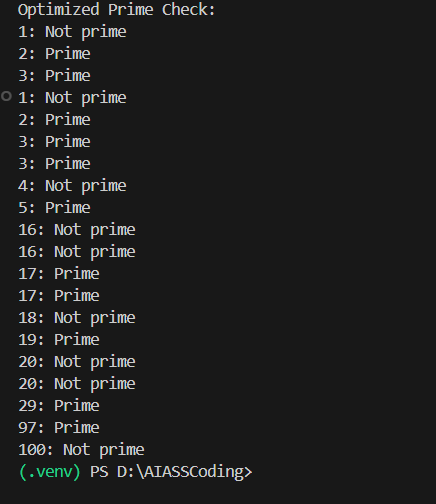 Optimized Prime Check:
1: Not prime
2: Prime
3: Prime
1: Not prime
2: Prime
3: Prime
3: Prime
4: Not prime
5: Prime
16: Not prime
16: Not prime
17: Prime
17: Prime
18: Not prime
19: Prime
20: Not prime
20: Not prime
29: Prime
97: Prime
100: Not prime
(.venv) PS D:\AIASSCoding>